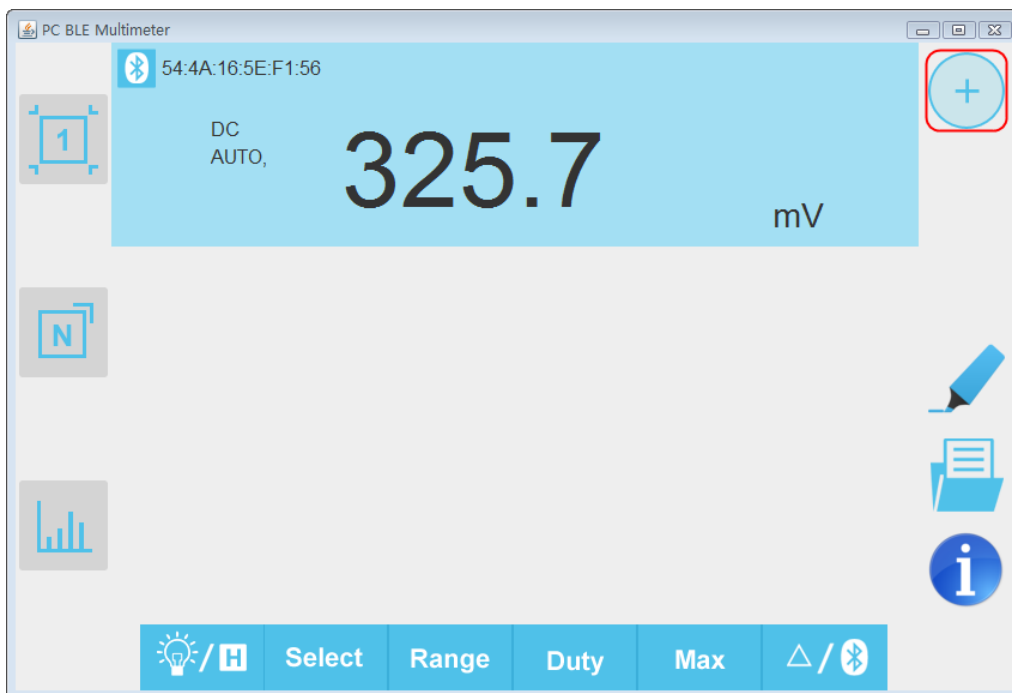 PC BLE Multimeter
54:4A:16:5E:F1:56
+
1
DC
AUTO,
325.7
mV
N
i
/ H
Select
Range
Duty
Max
△ /